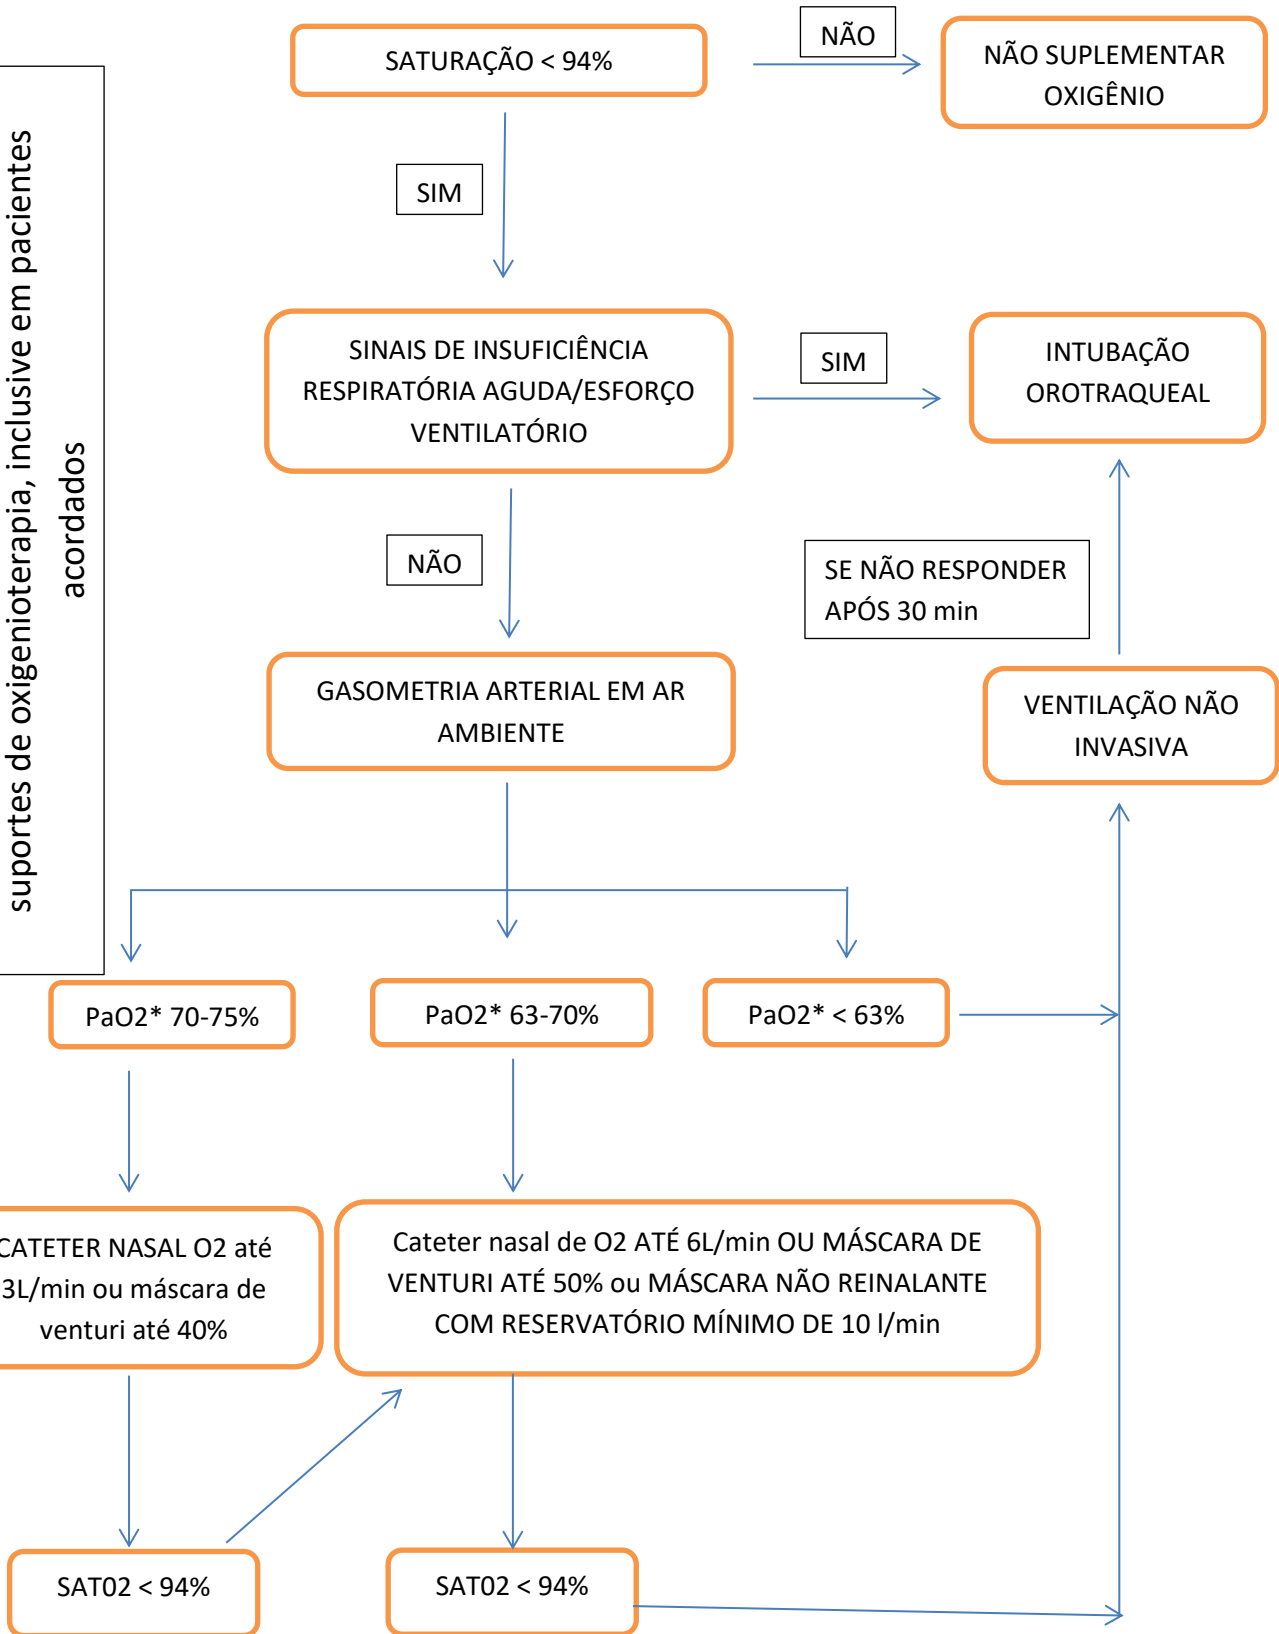 SATURAÇÃO < 94%
NÃO
NÃO SUPLEMENTAR
OXIGÊNIO
suportes de oxigenioterapia, inclusive em pacientes
acordados
SIM
SINAIS DE INSUFICIÊNCIA
RESPIRATÓRIA AGUDA/ESFORÇO
VENTILATÓRIO
SIM
INTUBAÇÃO
OROTRAQUEAL
NÃO
SE NÃO RESPONDER
APÓS 30 min
GASOMETRIA ARTERIAL EM AR
AMBIENTE
VENTILAÇÃO NÃO
INVASIVA
PaO2* 70-75%
PaO2* 63-70%
PaO2* < 63%
CATETER NASAL O2 até
3L/min ou máscara de
venturi até 40%
Cateter nasal de O2 ATÉ 6L/min OU MÁSCARA DE
VENTURI ATÉ 50% ou MÁSCARA NÃO REINALANTE
COM RESERVATÓRIO MÍNIMO DE 10 l/min
SAT02 < 94%
SAT02 < 94%